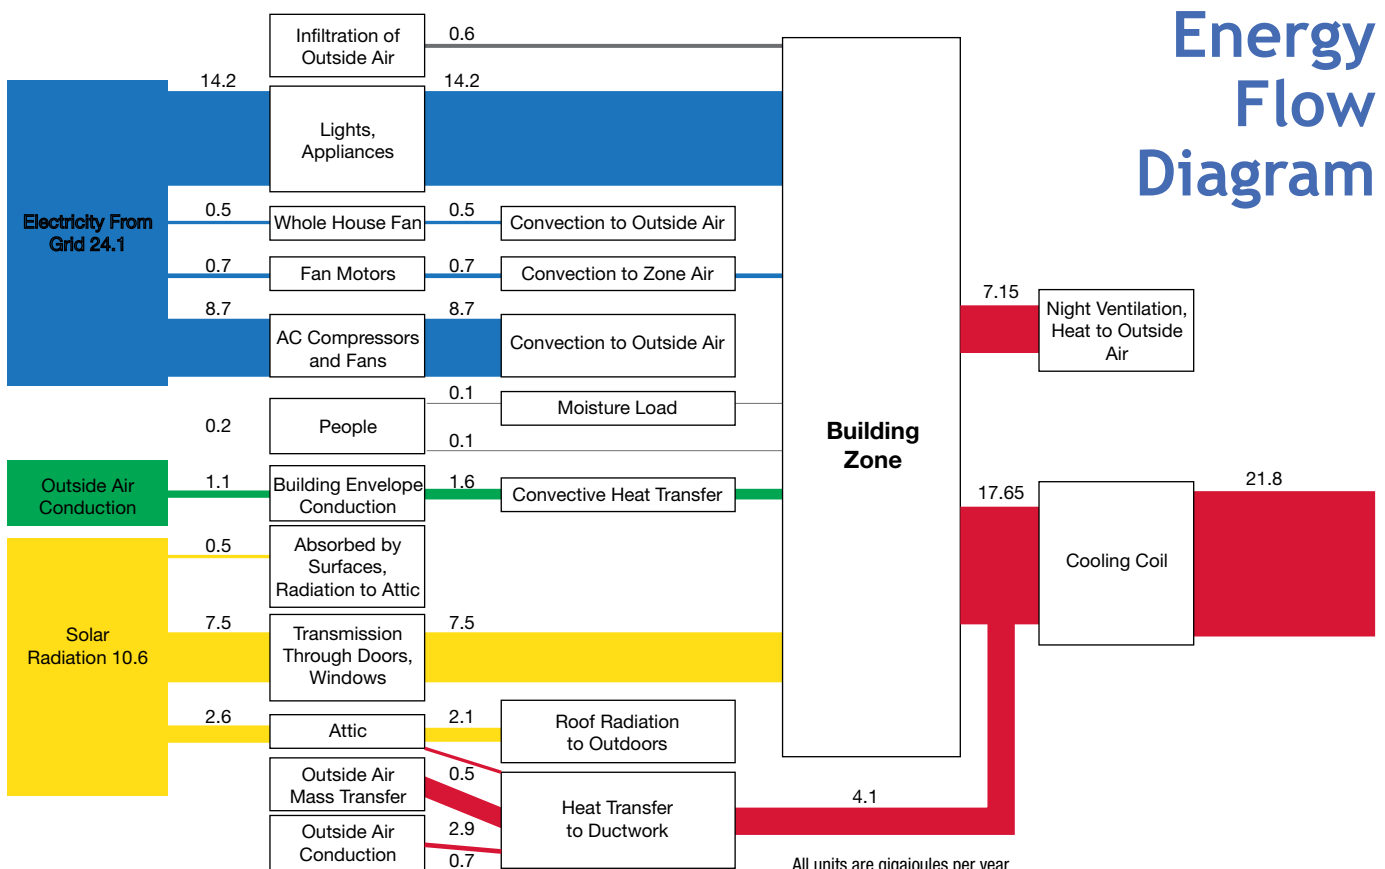 Energy
Flow
Diagram
Infiltration of
Outside Air
0.6
14.2
Lights,
Appliances
14.2
Electricity From
Grid 24.1
0.5
Whole House Fan
0.5
Convection to Outside Air
0.7
Fan Motors
0.7
Convection to Zone Air
8.7
AC Compressors
and Fans
8.7
Convection to Outside Air
0.2
People
0.1
Moisture Load
0.1
Outside Air
Conduction
1.1
Building Envelope
Conduction
1.6
Convective Heat Transfer
0.5
Absorbed by
Surfaces,
Radiation to Attic
Solar
Radiation 10.6
7.5
Transmission
Through Doors,
Windows
7.5
2.6
Attic
2.1
Roof Radiation
to Outdoors
0.5
Outside Air
Mass Transfer
2.9
Outside Air
Conduction
0.7
Heat Transfer
to Ductwork
4.1
Building
Zone
7.15
Night Ventilation,
Heat to Outside
Air
17.65
Cooling Coil
21.8
All units are gigajoules per year